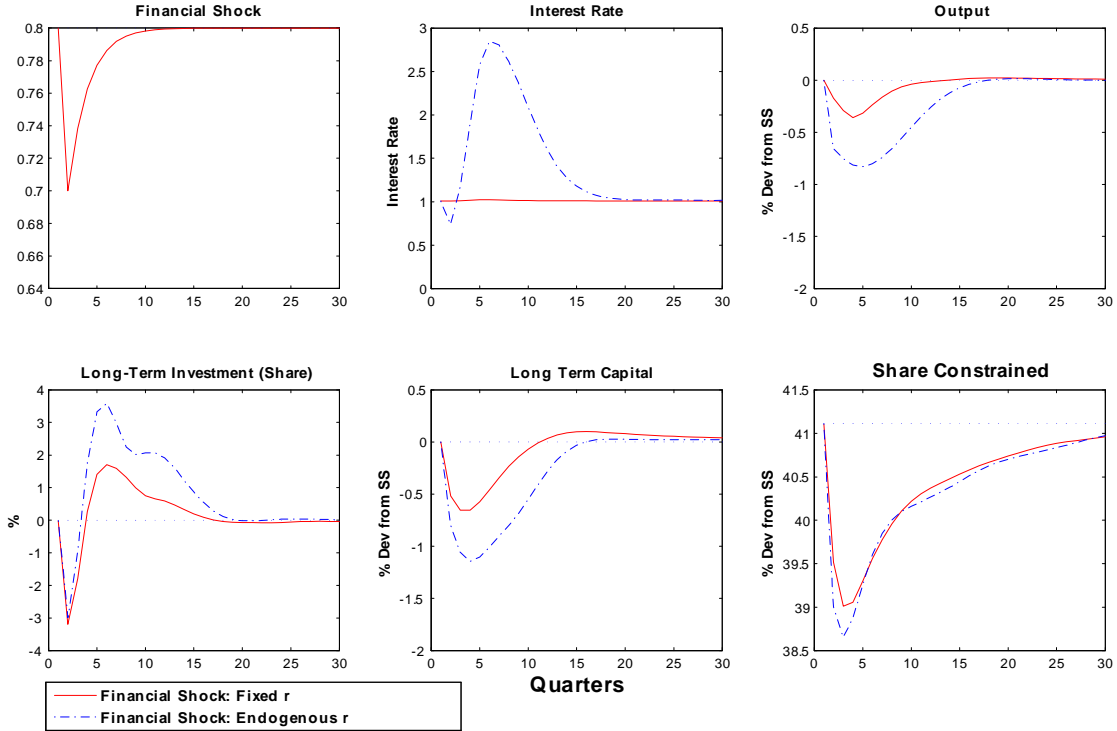 Financial Shock
0.8
0.78
0.76
0.74
0.72
0.7
0.68
0.66
0.64
0 5 10 15 20 25 30
Interest Rate
Interest Rate
3
2.5
2
1.5
1
0.5
0
0 5 10 15 20 25 30
Output
% Dev from SS
0.5
0
-0.5
-1
-1.5
-2
0 5 10 15 20 25 30
Long-Term Investment (Share)
%
4
3
2
1
0
-1
-2
-3
-4
0 5 10 15 20 25 30
Long Term Capital
% Dev from SS
0.5
0
-0.5
-1
-1.5
-2
0 5 10 15 20 25 30
Share Constrained
% Dev from SS
41.5
41
40.5
40
39.5
39
38.5
0 5 10 15 20 25 30
Quarters
Financial Shock: Fixed r
Financial Shock: Endogenous r